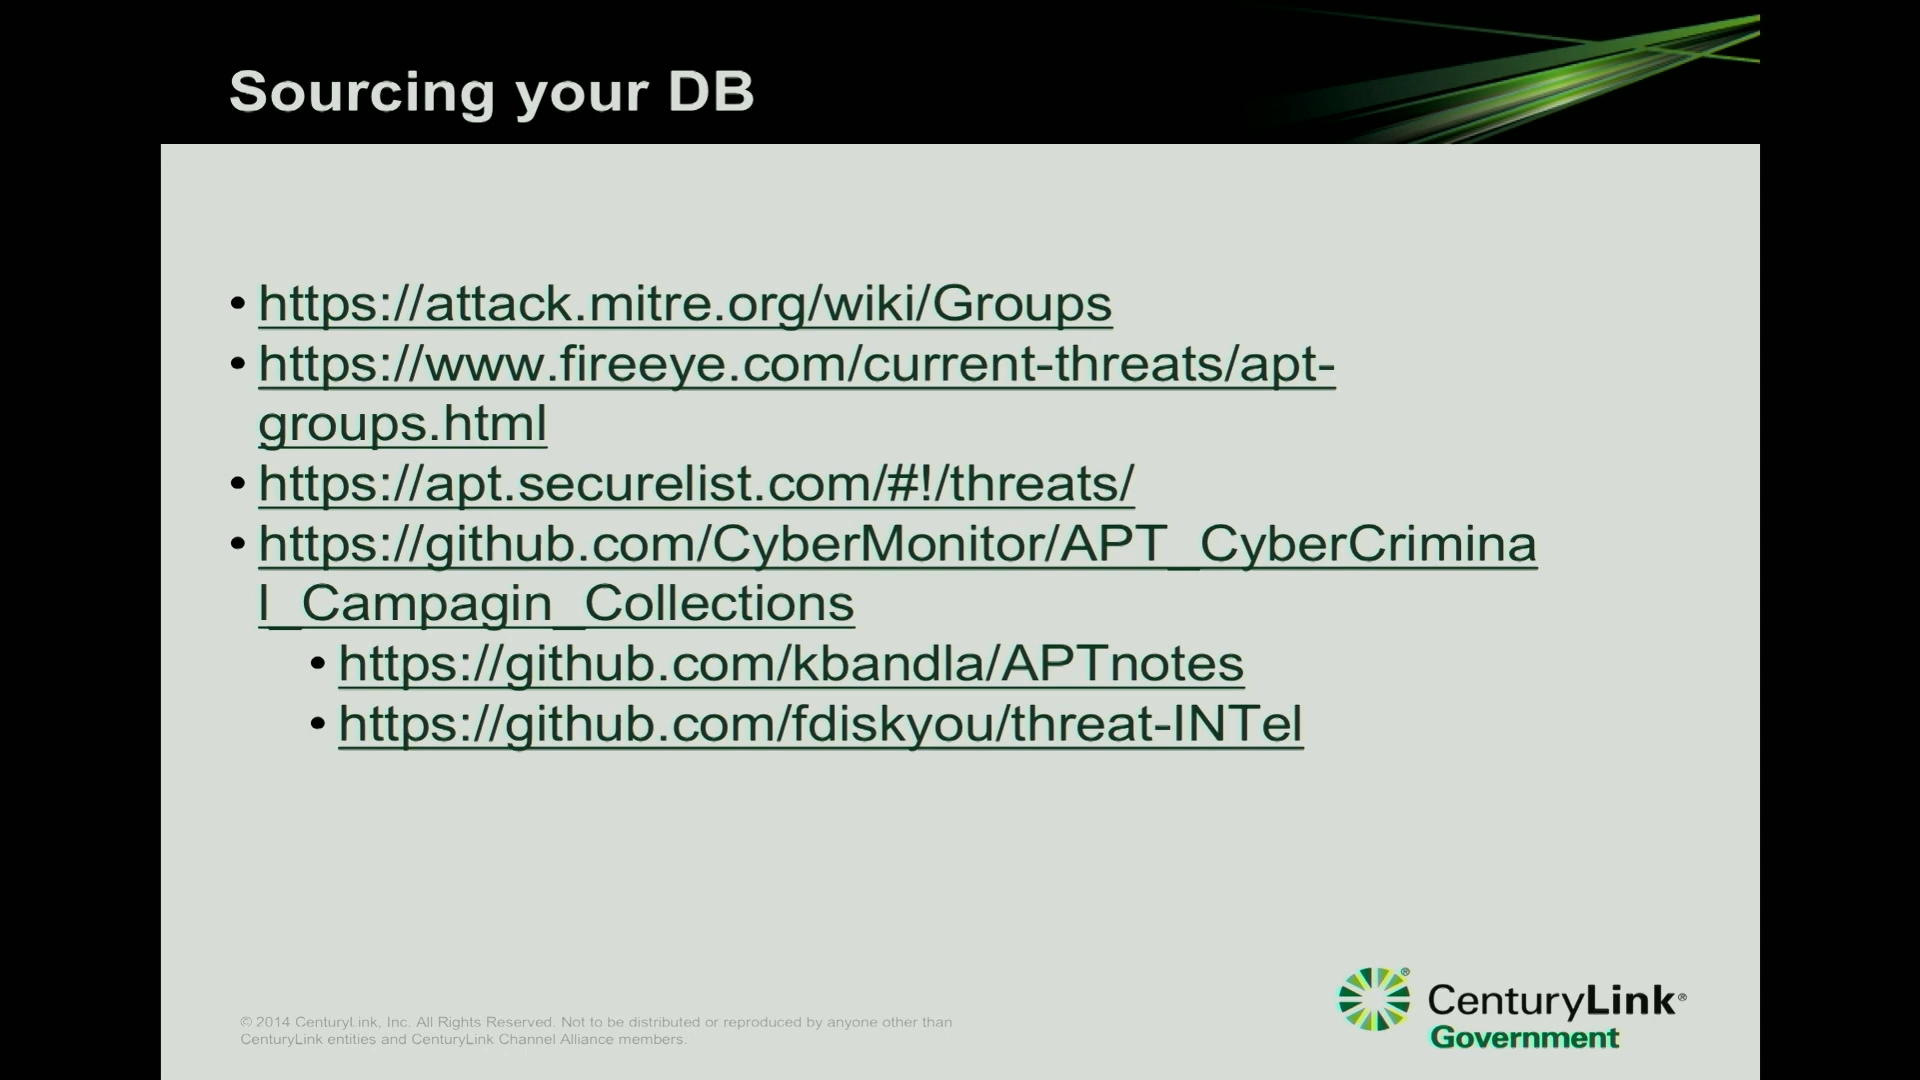 Sourcing your DB
• https://attack.mitre.org/wiki/Groups
• https://www.fireeye.com/current-threats/apt-
groups.html
• https://apt.securelist.com/#!/threats/
• https://github.com/CyberMonitor/APT_CyberCrimina
l_Campagin_Collections
• https://github.com/kbandla/APTnotes
• https://github.com/fdiskyou/threat-INTel
© 2014 CenturyLink, Inc. All Rights Reserved. Not to be distributed or reproduced by anyone other than
CenturyLink entities and CenturyLink Channel Alliance members.
CenturyLink®
Government